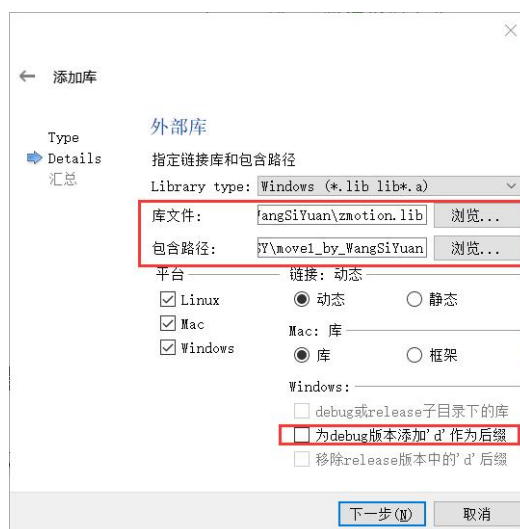 ← 添加库
Type
Details
汇总
外部库
指定链接库和包含路径
Library type: Windows (*.lib lib*.a)
库文件: WangSiYuan\zmotion.lib 浏览...
包含路径: SY\move1_by_WangSiYuan 浏览...
平台 链接: 动态
Linux 动态 静态
Mac Mac: 库
Windows 库 框架
Windows:
debug或release子目录下的库
为debug版本添加'd'作为后缀
移除release版本中的'd'后缀
下一步(N) 取消